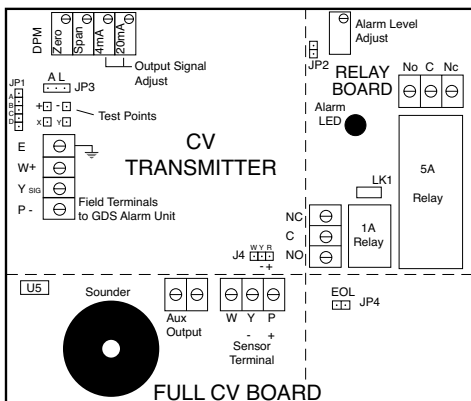 DPM
Zero
Span
4mA
20mA
Output Signal
Adjust
JP1
A
B
C
D
A L
JP3
+ -
X Y
Test Points
E
W+
Y SIG
P -
Field Terminals
to GDS Alarm Unit
CV
TRANSMITTER
J4
W Y R
- +
Alarm Level
Adjust
JP2
RELAY
BOARD
No C Nc
Alarm
LED
5A
Relay
LK1
NC
C
NO
1A
Relay
U5
Sounder
Aux
Output
W Y P
- +
Sensor
Terminal
EOL
JP4
FULL CV BOARD